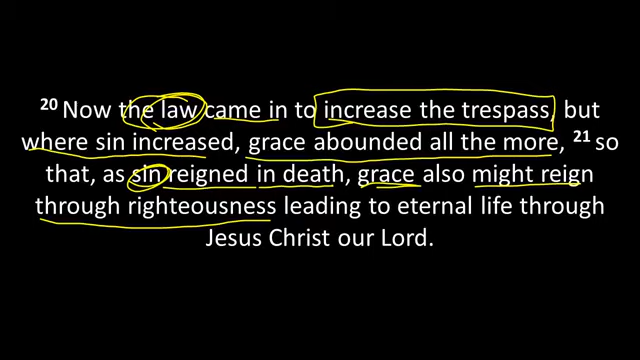 20 Now the law came in to increase the trespass, but
where sin increased, grace abounded all the more, 21 so
that, as sin reigned in death, grace also might reign
through righteousness leading to eternal life through
Jesus Christ our Lord.